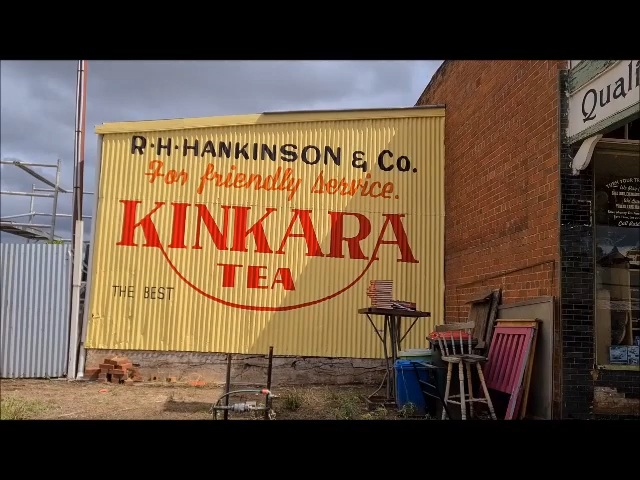 R·H·HANKINSON & Co.
For friendly service.
KINKARA
TEA
THE BEST
Quali